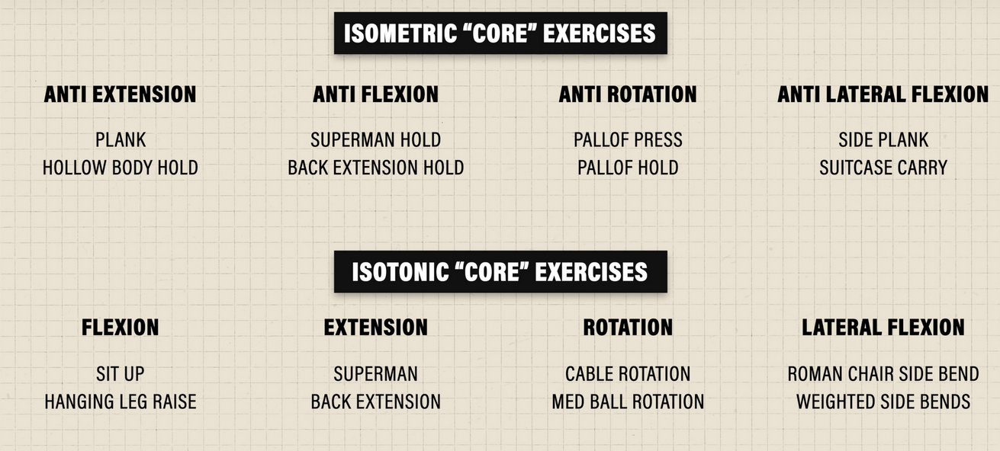 ISOMETRIC “CORE” EXERCISES
ANTI EXTENSION
PLANK
HOLLOW BODY HOLD
ANTI FLEXION
SUPERMAN HOLD
BACK EXTENSION HOLD
ANTI ROTATION
PALLOF PRESS
PALLOF HOLD
ANTI LATERAL FLEXION
SIDE PLANK
SUITCASE CARRY
ISOTONIC “CORE” EXERCISES
FLEXION
SIT UP
HANGING LEG RAISE
EXTENSION
SUPERMAN
BACK EXTENSION
ROTATION
CABLE ROTATION
MED BALL ROTATION
LATERAL FLEXION
ROMAN CHAIR SIDE BEND
WEIGHTED SIDE BENDS